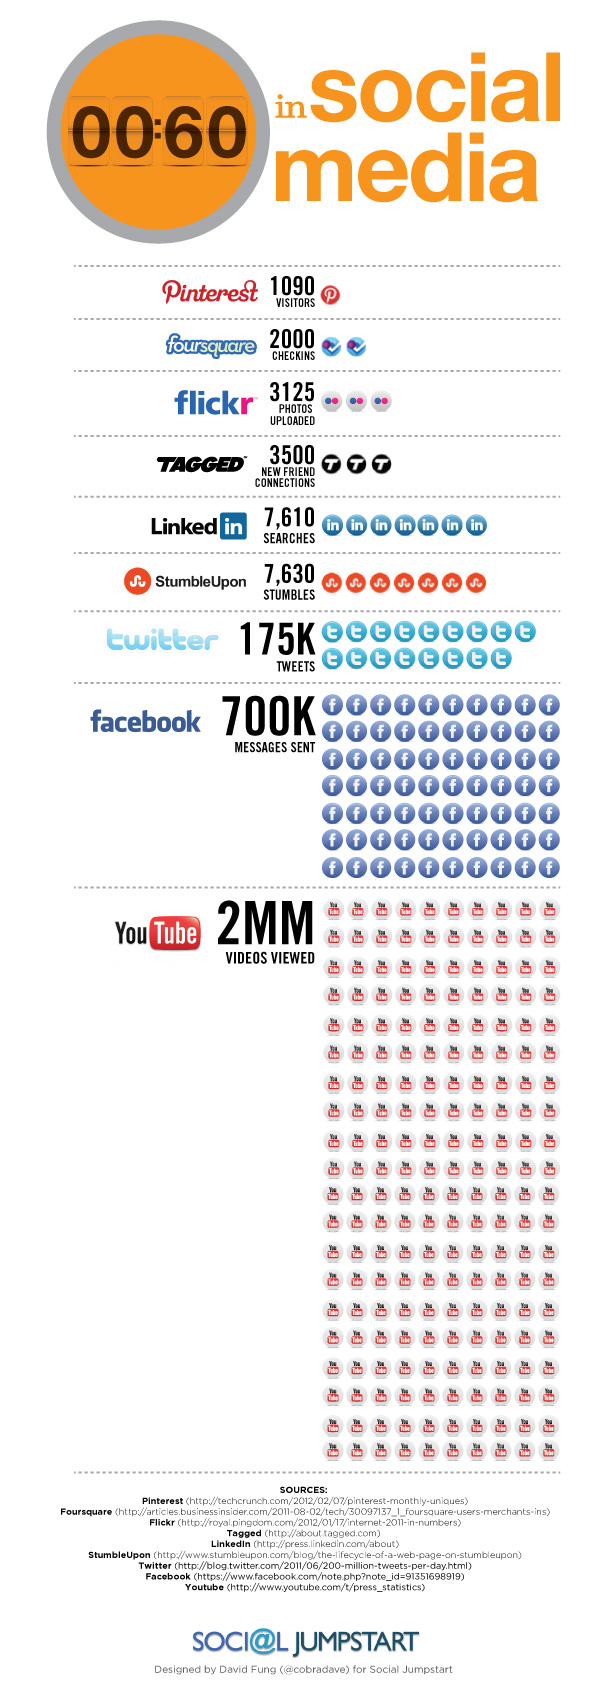 00:60
in social
media
Pinterest
1090
VISITORS
foursquare
2000
CHECKINS
flickr
3125
PHOTOS
UPLOADED
TAGGED
3500
NEW FRIEND
CONNECTIONS
Linked in
7,610
SEARCHES
StumbleUpon
7,630
STUMBLES
twitter
175K
TWEETS
facebook
700K
MESSAGES SENT
YouTube
2MM
VIDEOS VIEWED
SOURCES:
Pinterest (http://techcrunch.com/2012/02/07/pinterest-monthly-uniques)
Foursquare (http://articles.businessinsider.com/2011-08-02/tech/30097137_1_foursquare-users-merchants-ins)
Flickr (http://royal.pingdom.com/2012/01/17/internet-2011-in-numbers)
Tagged (http://about.tagged.com)
LinkedIn (http://press.linkedin.com/about)
StumbleUpon (http://www.stumbleupon.com/blog/the-lifecycle-of-a-web-page-on-stumbleupon)
Twitter (http://blog.twitter.com/2011/06/200-million-tweets-per-day.html)
Facebook (https://www.facebook.com/note.php?note_id=91351698919)
Youtube (http://www.youtube.com/t/press_statistics)
SOCI@L JUMPSTART
Designed by David Fung (@cobradave) for Social Jumpstart